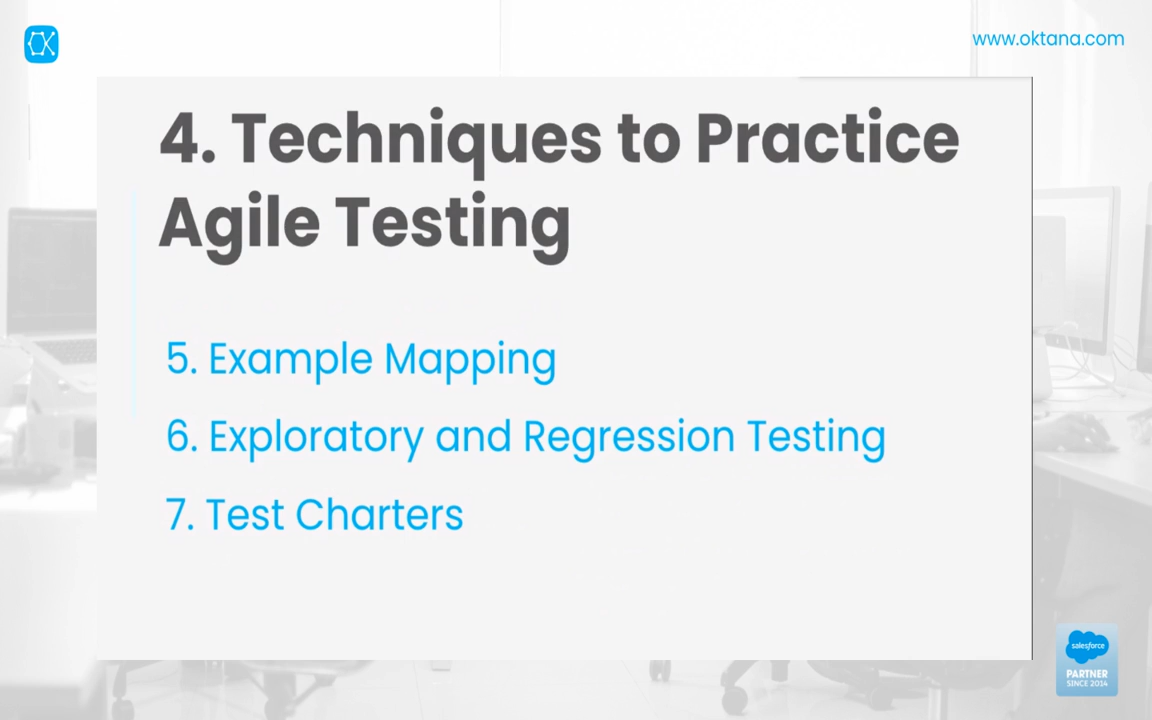 www.oktana.com
4. Techniques to Practice
Agile Testing
5. Example Mapping
6. Exploratory and Regression Testing
7. Test Charters
salesforce
PARTNER
SINCE 2014